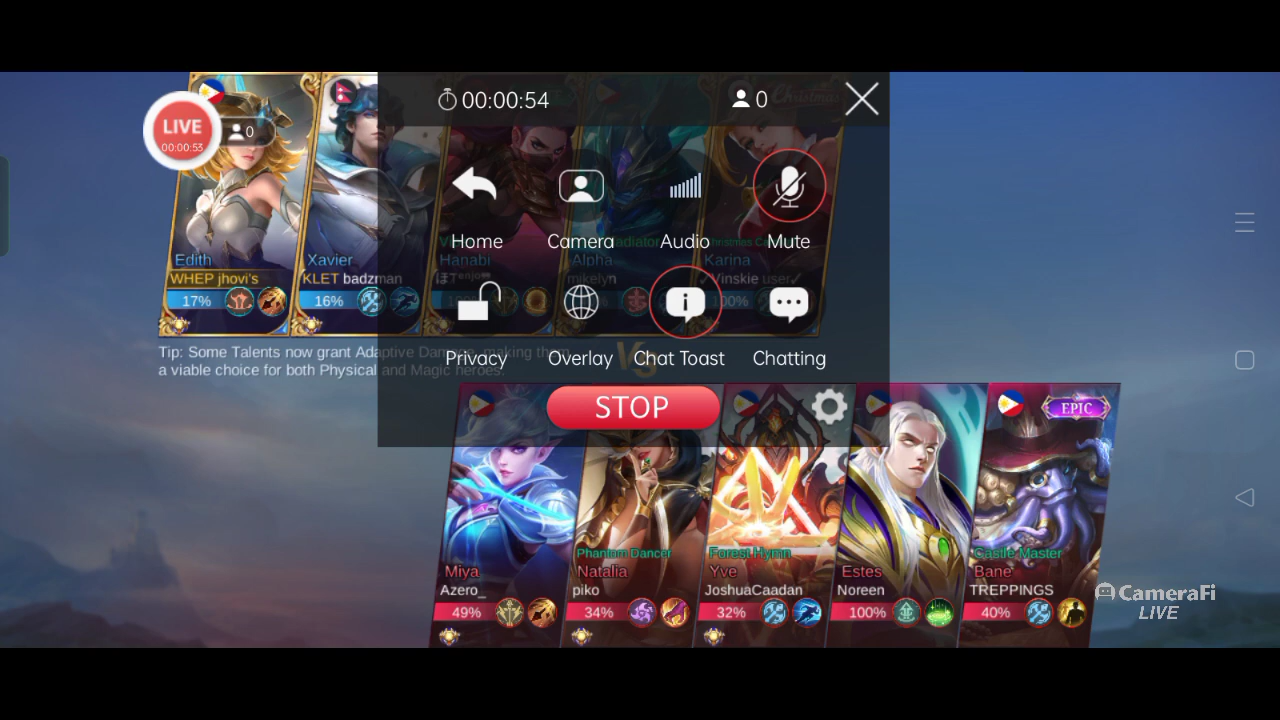 00:00:54
0
LIVE
00:00:53
0
Home
Camera
Audio
Mute
Edith
WHEP jhovi's
17%
Xavier
KLET badzman
16%
Hanabi
Alpha
mikelyn
Karina
Vinskie user✓
Privacy
Overlay
Chat Toast
Chatting
Tip: Some Talents now grant Adaptive Damage, making them
a viable choice for both Physical and Magic heroes.
VS
STOP
EPIC
Miya
Azero_
49%
Phantom Dancer
Natalia
piko
34%
Forest Hymn
Yve
JoshuaCaadan
32%
Estes
Noreen
100%
Castle Master
Bane
TREPPINGS
40%
CameraFi
LIVE